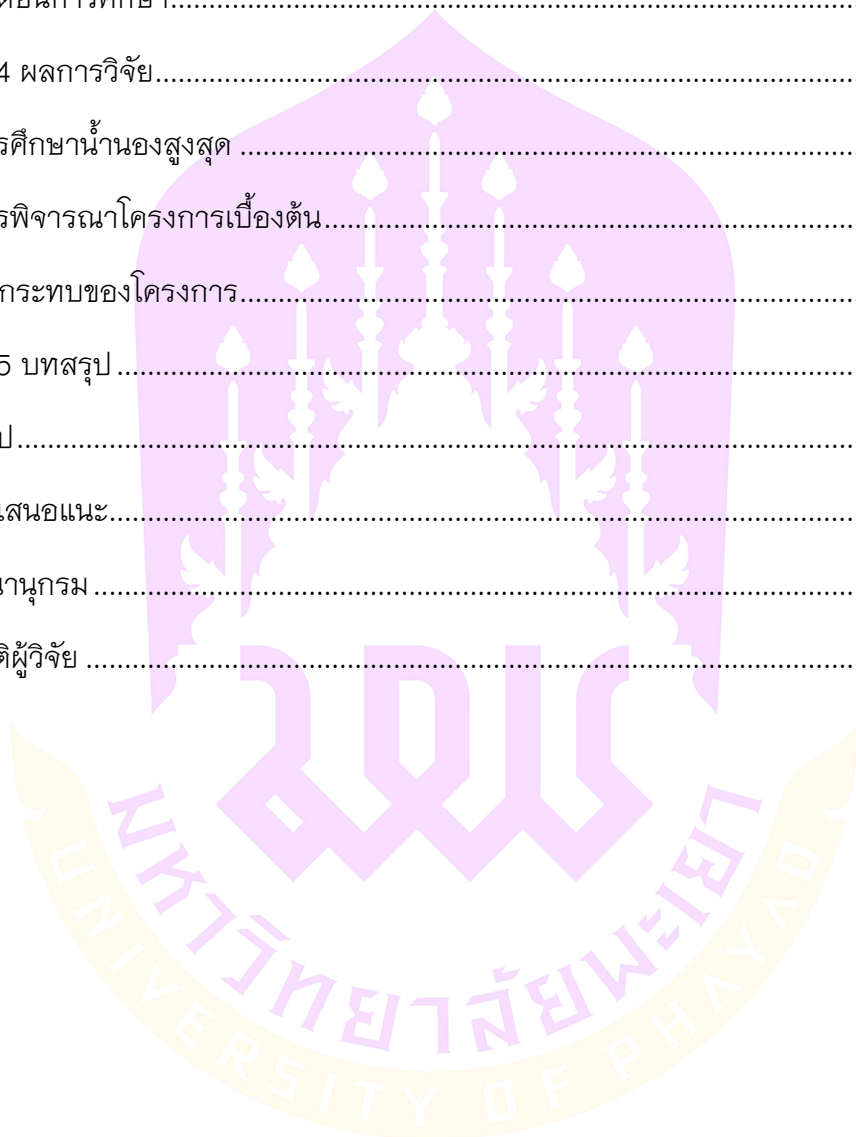 4 ผลการวิจัย........................................................................................................
รศึกษาน้ำนองสูงสุด ..............................................................................................
รพิจารณาโครงการเบื้องต้น....................................................................................
กระทบของโครงการ..............................................................................................
5 บทสรุป ............................................................................................................
ป.......................................................................................................................
เสนอแนะ............................................................................................................
านุกรม ..............................................................................................................
ติผู้วิจัย ...............................................................................................................
มหาวิทยาลัยพะเยา
UNIVERSITY OF PHAYAO